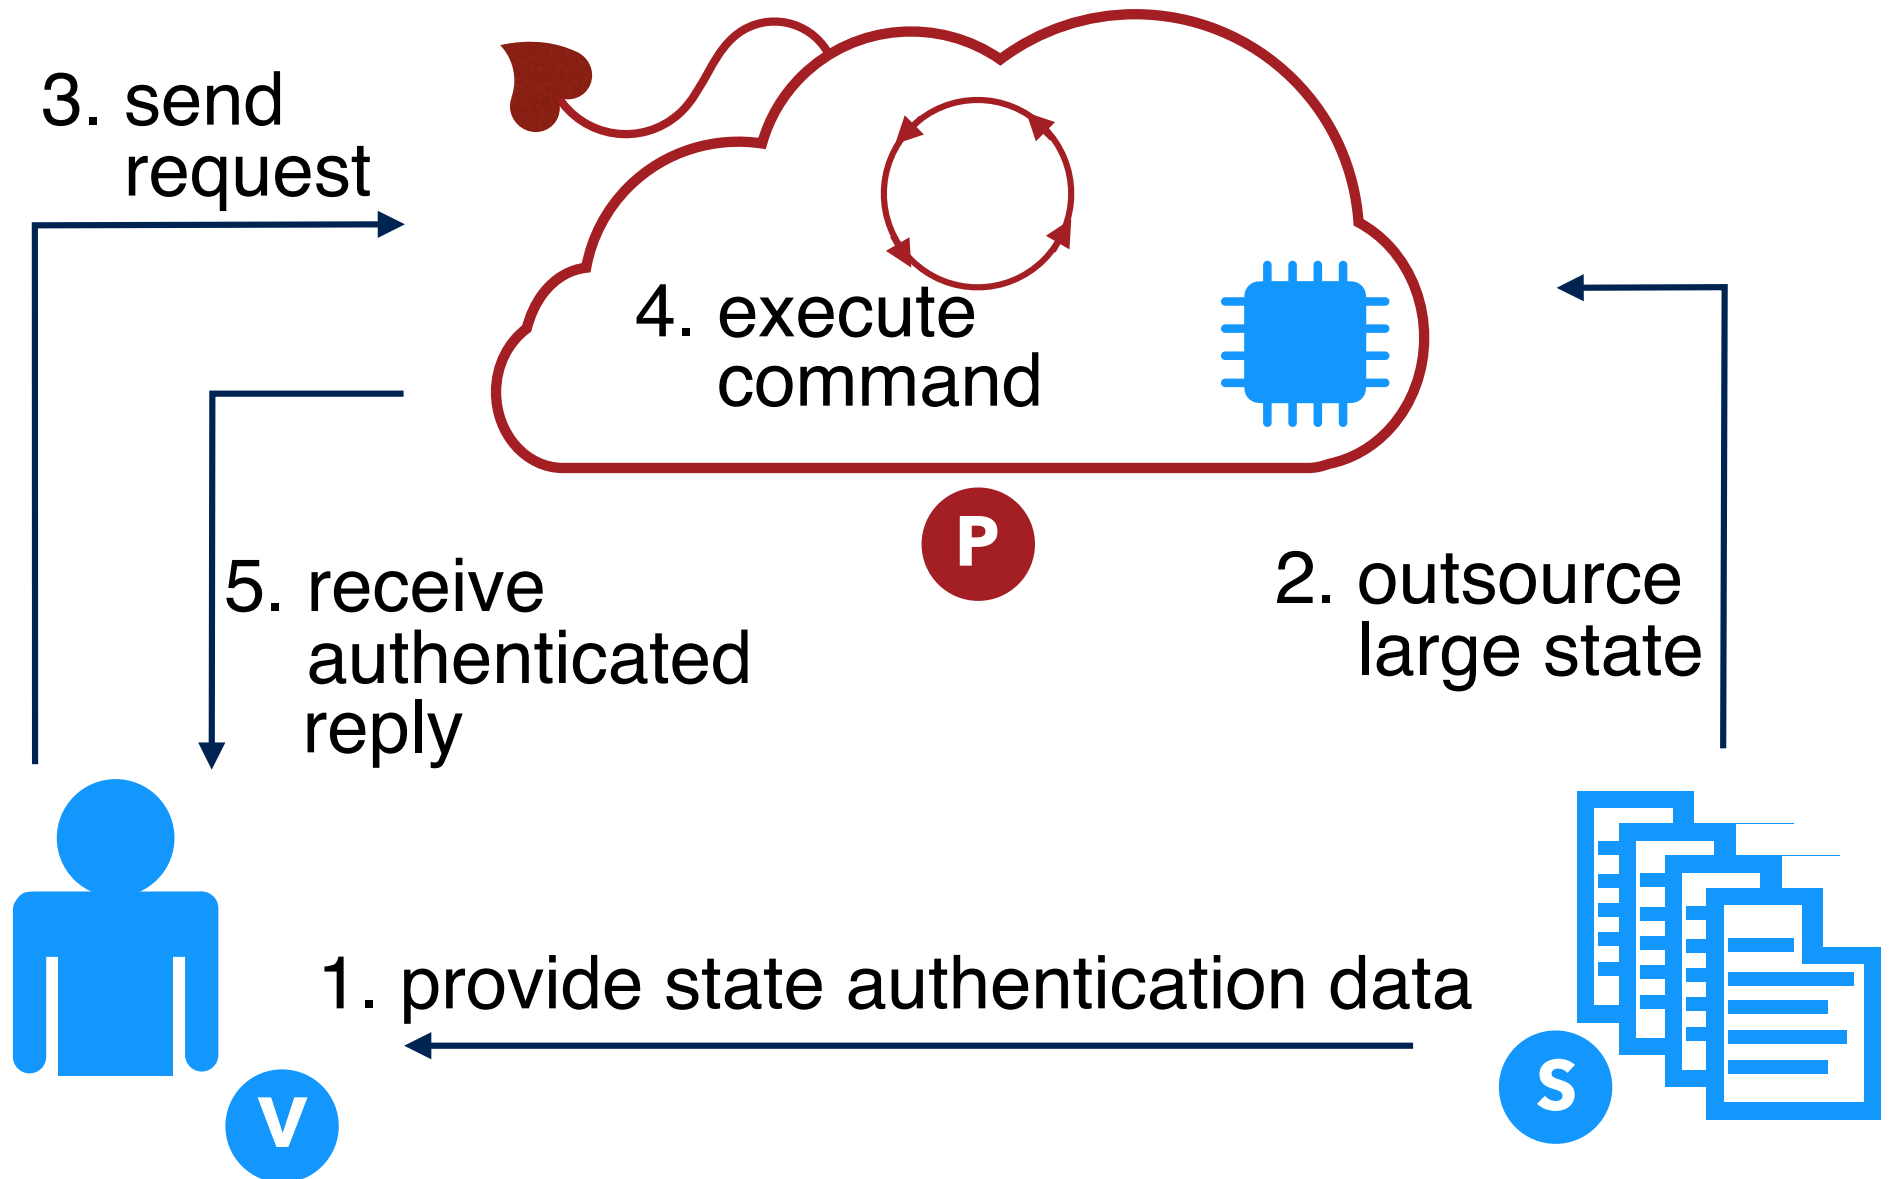 3. send
request
4. execute
command
P
5. receive
authenticated
reply
2. outsource
large state
1. provide state authentication data
V
S